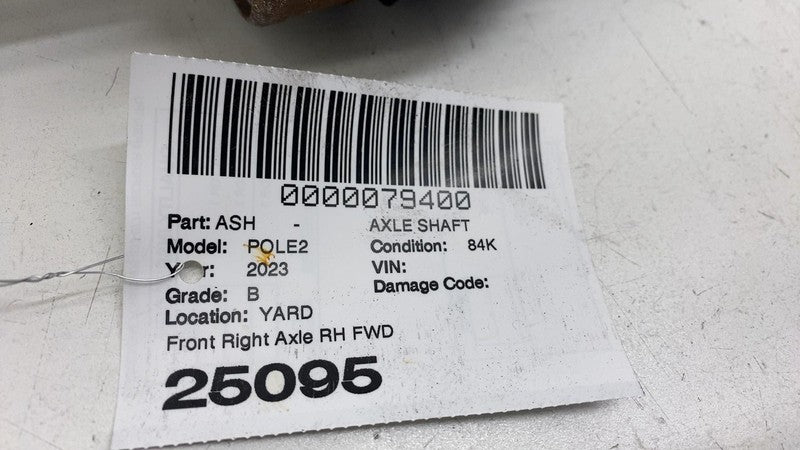 0000079400
Part: ASH - AXLE SHAFT
Model: POLE2 Condition: 84K
Year: 2023 VIN:
Grade: B Damage Code:
Location: YARD
Front Right Axle RH FWD
25095